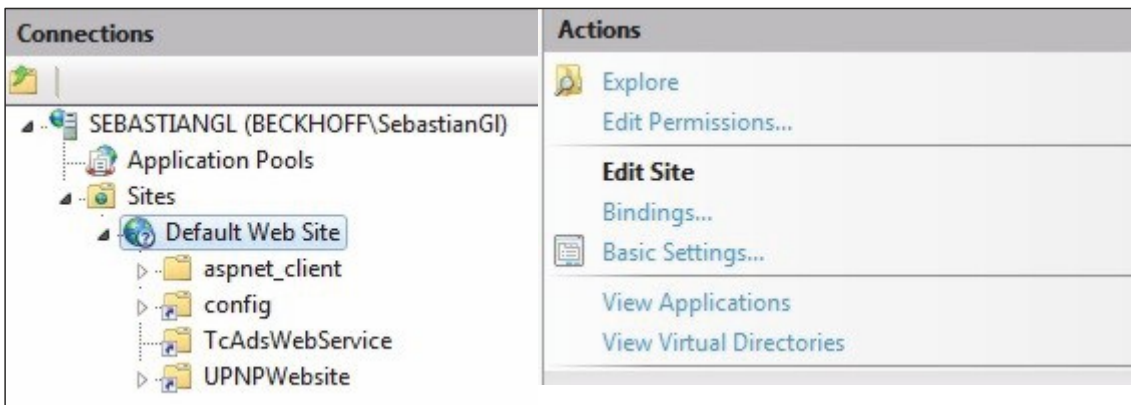 Connections
SEBASTIANGL (BECKHOFF\SebastianGl)
Application Pools
Sites
Default Web Site
aspnet_client
config
TcAdsWebService
UPNPWebsite
Actions
Explore
Edit Permissions...
Edit Site
Bindings...
Basic Settings...
View Applications
View Virtual Directories